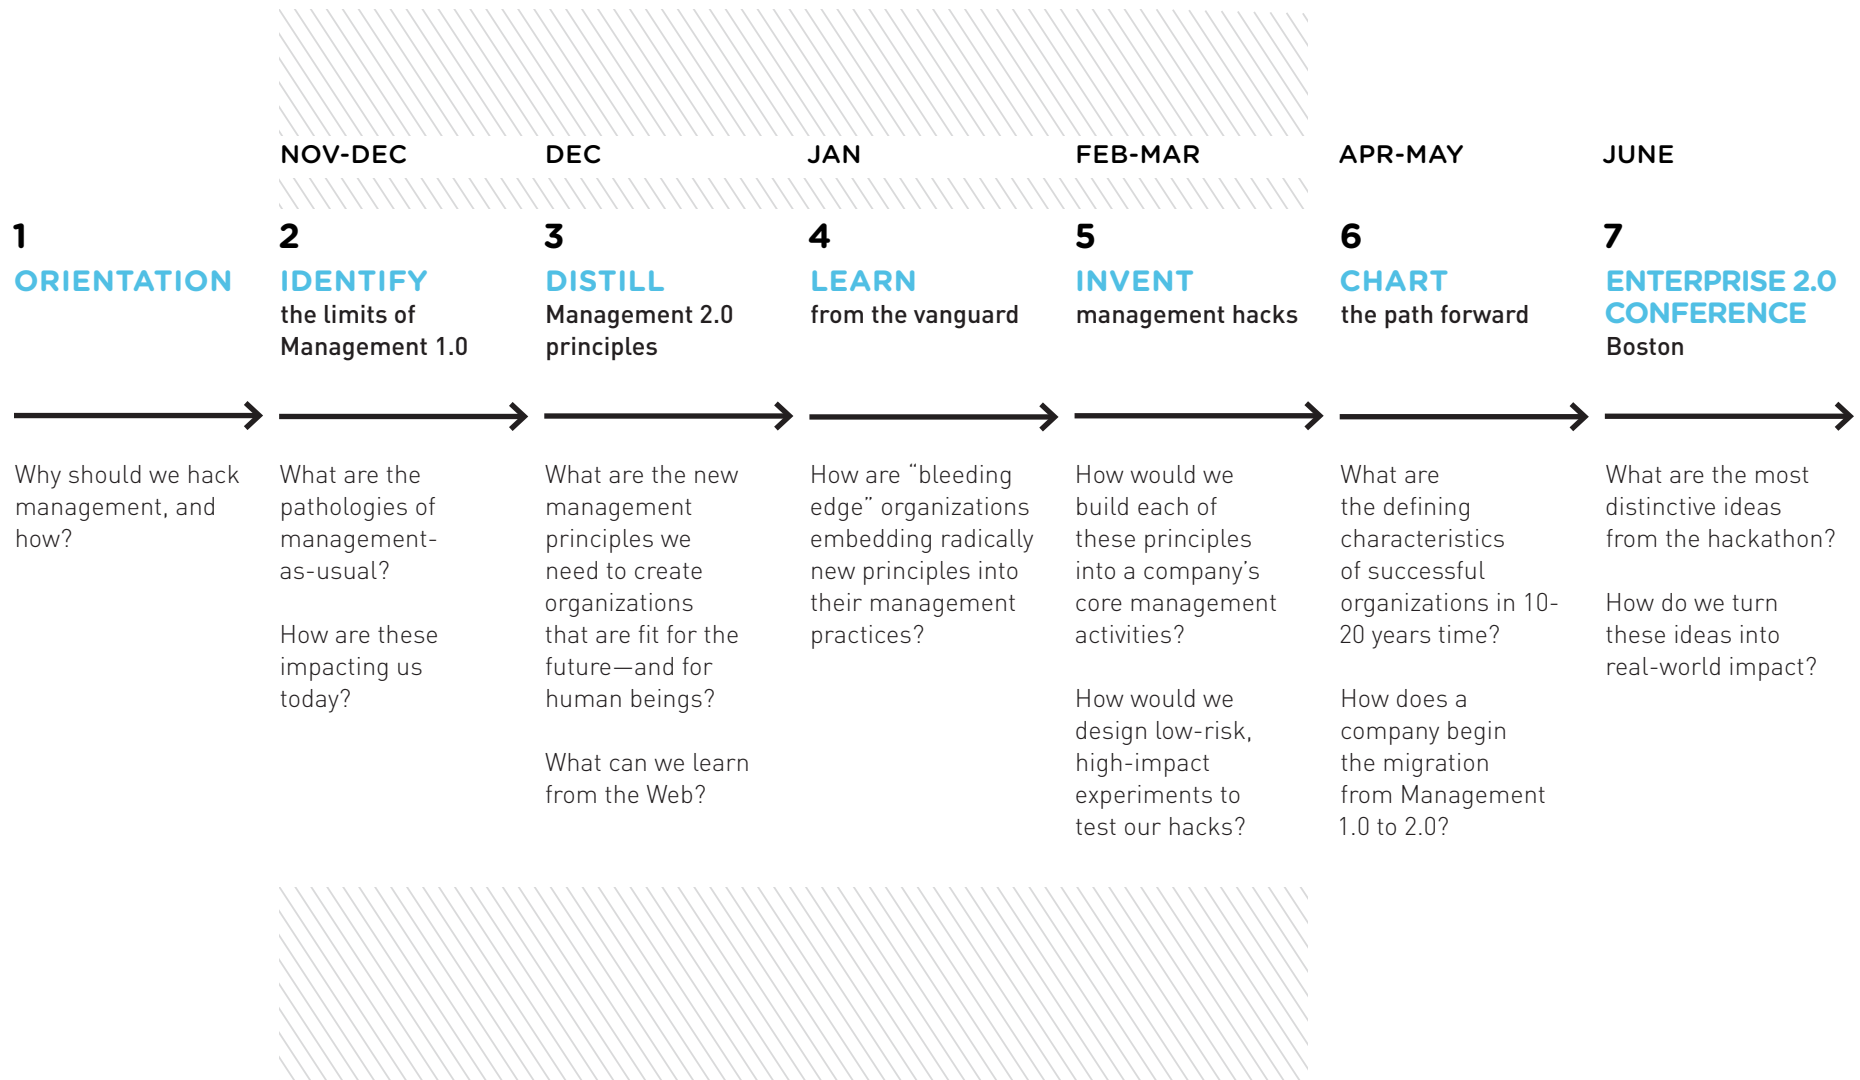 NOV-DEC
DEC
JAN
FEB-MAR
APR-MAY
JUNE
1
ORIENTATION
Why should we hack
management, and
how?
2
IDENTIFY
the limits of
Management 1.0
What are the
pathologies of
management-
as-usual?
How are these
impacting us
today?
3
DISTILL
Management 2.0
principles
What are the new
management
principles we
need to create
organizations
that are fit for the
future—and for
human beings?
What can we learn
from the Web?
4
LEARN
from the vanguard
How are “bleeding
edge” organizations
embedding radically
new principles into
their management
practices?
5
INVENT
management hacks
How would we
build each of
these principles
into a company’s
core management
activities?
How would we
design low-risk,
high-impact
experiments to
test our hacks?
6
CHART
the path forward
What are
the defining
characteristics
of successful
organizations in 10-
20 years time?
How does a
company begin
the migration
from Management
1.0 to 2.0?
7
ENTERPRISE 2.0
CONFERENCE
Boston
What are the most
distinctive ideas
from the hackathon?
How do we turn
these ideas into
real-world impact?